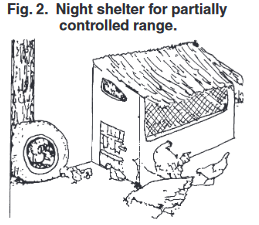 Fig. 2. Night shelter for partially
controlled range.